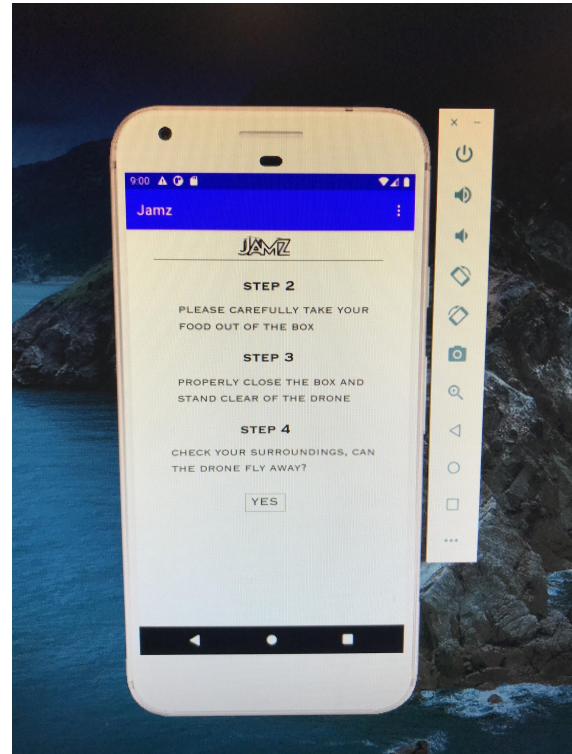 9:00
Jamz
JAMZ
STEP 2
PLEASE CAREFULLY TAKE YOUR
FOOD OUT OF THE BOX
STEP 3
PROPERLY CLOSE THE BOX AND
STAND CLEAR OF THE DRONE
STEP 4
CHECK YOUR SURROUNDINGS, CAN
THE DRONE FLY AWAY?
YES